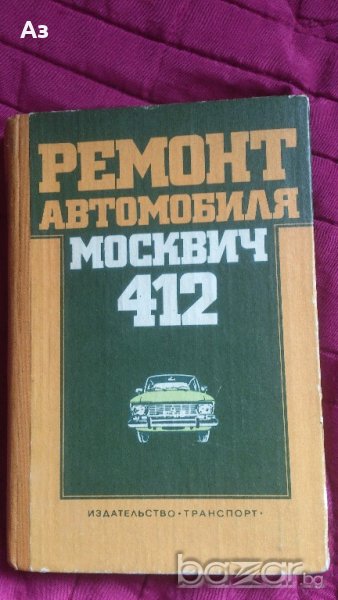 Аз
РЕМОНТ
АВТОМОБИЛЯ
МОСКВИЧ
412
ИЗДАТЕЛЬСТВО • ТРАНСПОРТ •
bazar.bg